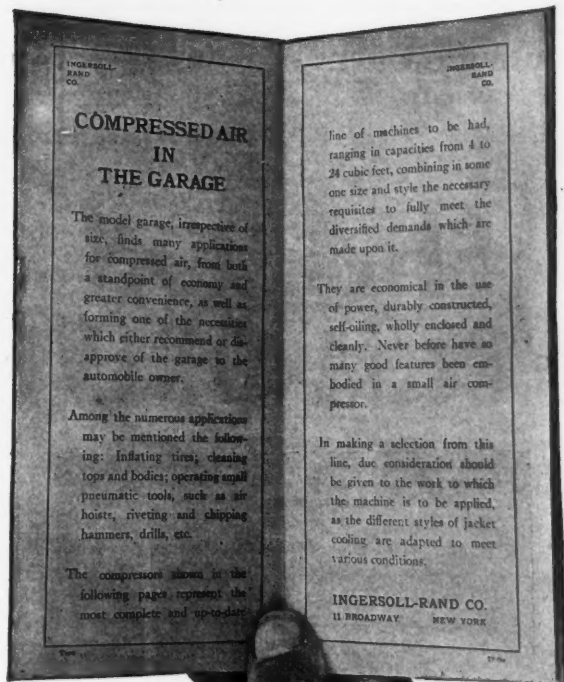 INGERSOLL-
RAND
CO.
COMPRESSED AIR
IN
THE GARAGE
The model garage, irrespective of
size, finds many applications
for compressed air, from both
a standpoint of economy and
greater convenience, as well as
forming one of the necessities
which either recommend or dis-
approve of the garage to the
automobile owner.
Among the numerous applications
may be mentioned the follow-
ing: Inflating tires; cleaning
tops and bodies; operating small
pneumatic tools, such as air
hoists, riveting and chipping
hammers, drills, etc.
The compressors shown in the
following pages represent the
most complete and up-to-date
Two
INGERSOLL-
RAND
CO.
line of machines to be had,
ranging in capacities from 4 to
24 cubic feet, combining in some
one size and style the necessary
requisites to fully meet the
diversified demands which are
made upon it.
They are economical in the use
of power, durably constructed,
self-oiling, wholly enclosed and
cleanly. Never before have so
many good features been em-
bodied in a small air com-
pressor.
In making a selection from this
line, due consideration should
be given to the work to which
the machine is to be applied,
as the different styles of jacket
cooling are adapted to meet
various conditions.
INGERSOLL-RAND CO.
11 BROADWAY NEW YORK